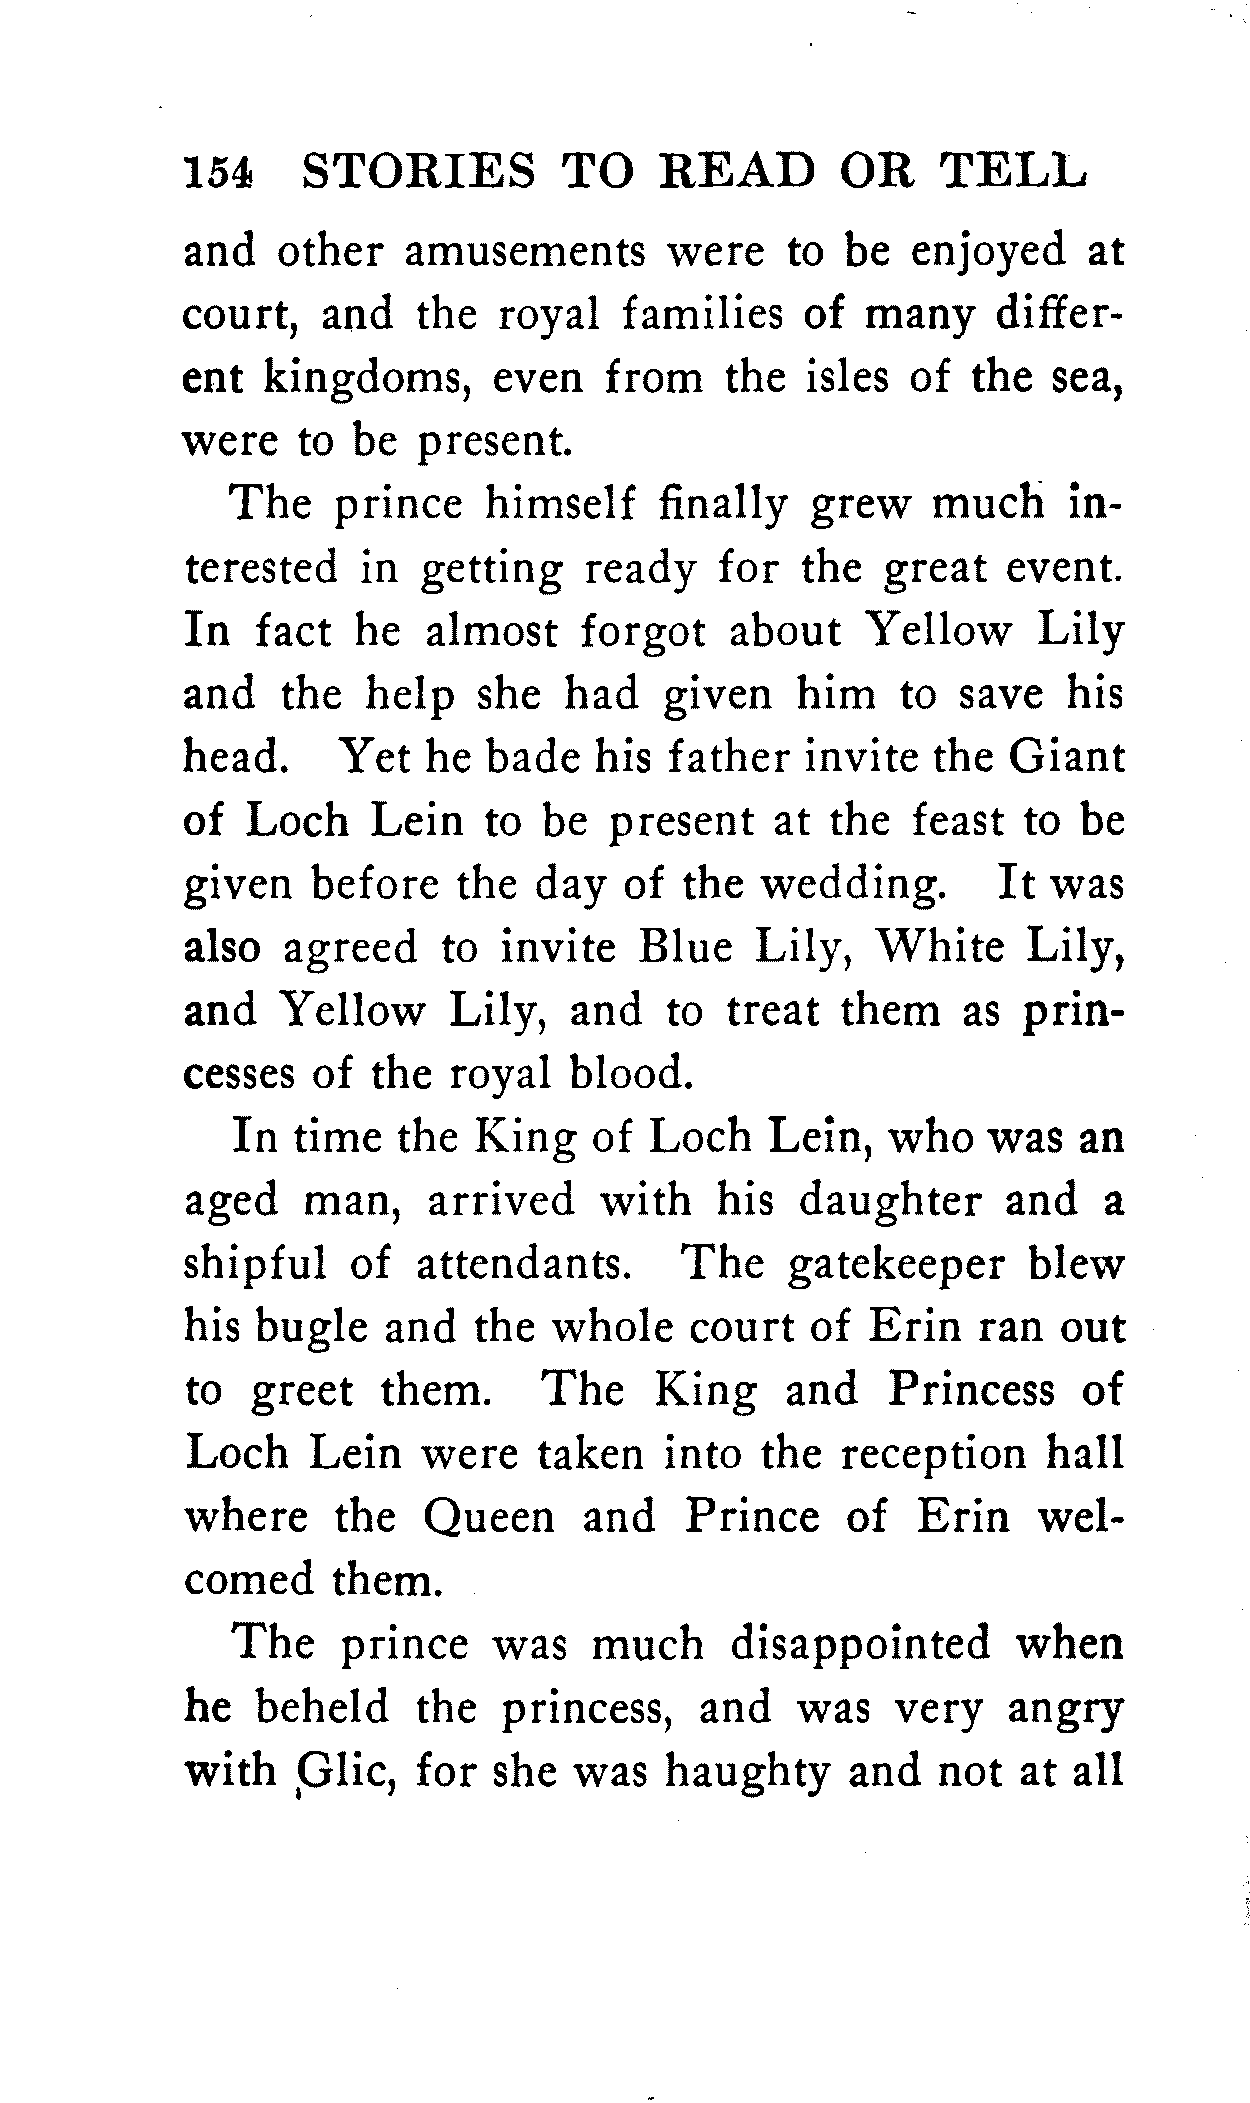 154 STORIES TO READ OR TELL
and other amusements were to be enjoyed at
court, and the royal families of many differ-
ent kingdoms, even from the isles of the sea,
were to be present.
The prince himself finally grew much in-
terested in getting ready for the great event.
In fact he almost forgot about Yellow Lily
and the help she had given him to save his
head. Yet he bade his father invite the Giant
of Loch Lein to be present at the feast to be
given before the day of the wedding. It was
also agreed to invite Blue Lily, White Lily,
and Yellow Lily, and to treat them as prin-
cesses of the royal blood.
In time the King of Loch Lein, who was an
aged man, arrived with his daughter and a
shipful of attendants. The gatekeeper blew
his bugle and the whole court of Erin ran out
to greet them. The King and Princess of
Loch Lein were taken into the reception hall
where the Queen and Prince of Erin wel-
comed them.
The prince was much disappointed when
he beheld the princess, and was very angry
with Glic, for she was haughty and not at all